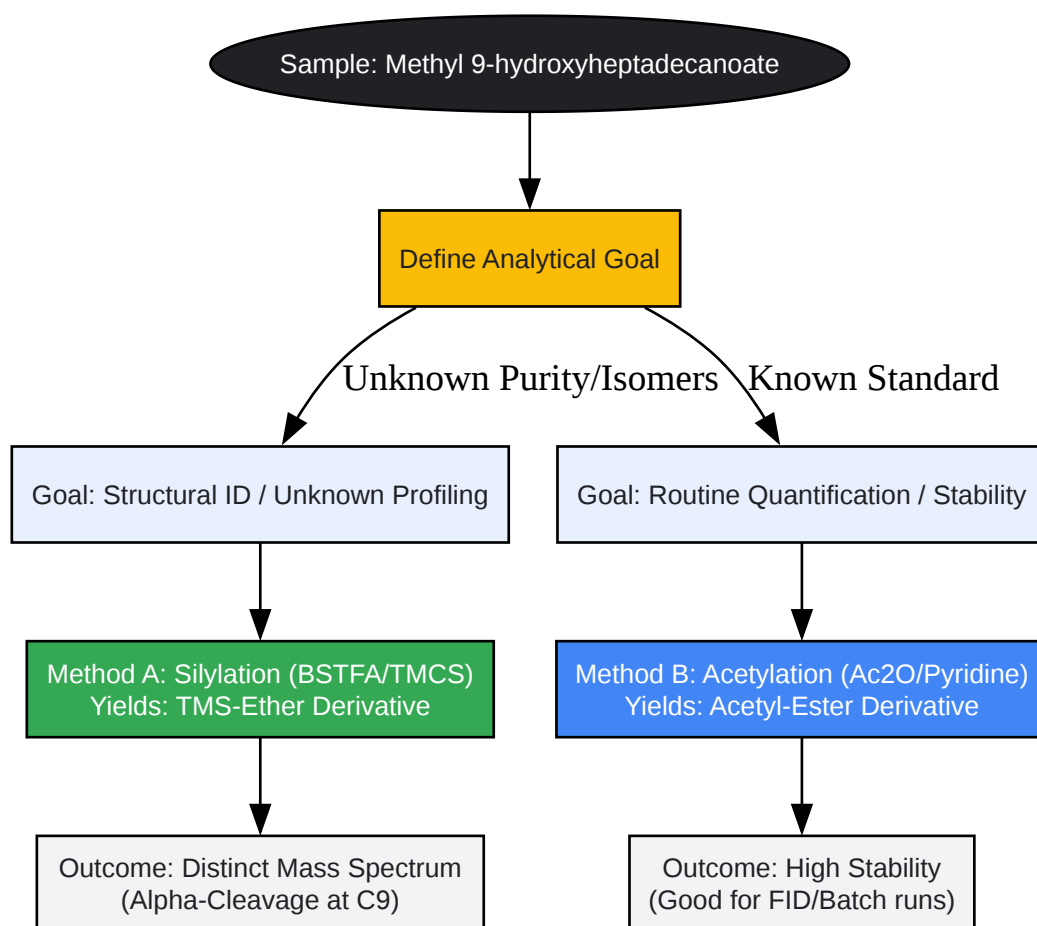 Sample: Methyl 9-hydroxyheptadecanoate
Define Analytical Goal
Unknown Purity/Isomers
Known Standard
Goal: Structural ID / Unknown Profiling
Goal: Routine Quantification / Stability
Method A: Silylation (BSTFA/TMCS)
Yields: TMS-Ether Derivative
Method B: Acetylation (Ac2O/Pyridine)
Yields: Acetyl-Ester Derivative
Outcome: Distinct Mass Spectrum
(Alpha-Cleavage at C9)
Outcome: High Stability
(Good for FID/Batch runs)